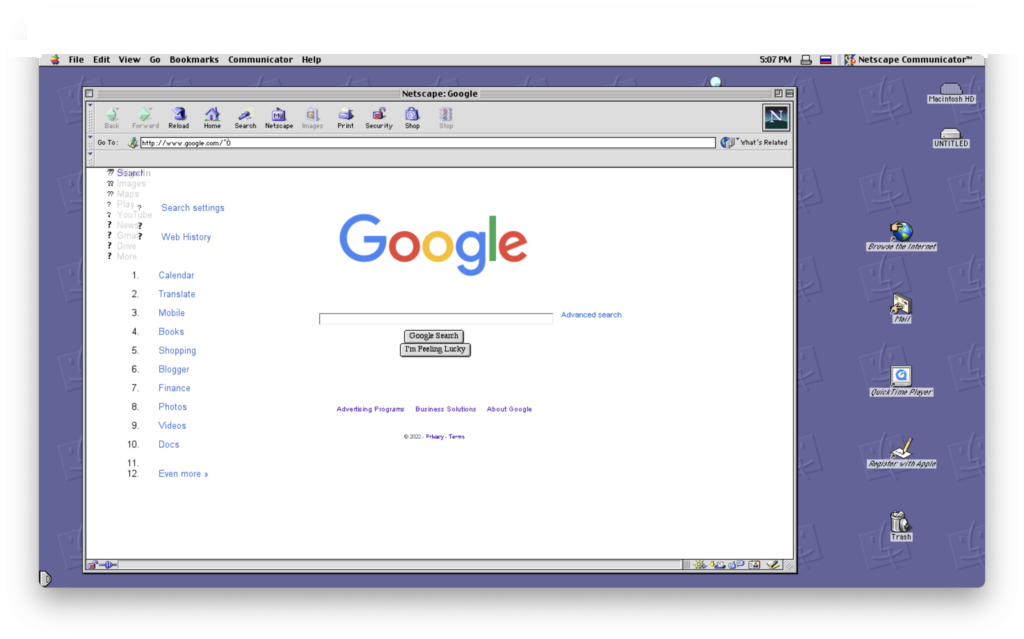 File Edit View Go Bookmarks Communicator Help 5:07 PM Netscape Communicator™
Netscape: Google
Macintosh HD
Back Forward Reload Home Search Netscape Images Print Security Shop Stop
Go To: http://www.google.com/ What's Related
UNTITLED
?? Search
?? Images
?? Maps
? Play ?
? YouTube
Search settings
? News ?
? Gmail ?
Web History
? Drive
? More
Google
Browse the Internet
1. Calendar
2. Translate
3. Mobile
Advanced search
Mail
4. Books
Google Search
5. Shopping
I'm Feeling Lucky
6. Blogger
7. Finance
QuickTime Player
8. Photos
Advertising Programs Business Solutions About Google
9. Videos
© 2022 - Privacy - Terms
10. Docs
11.
12. Even more »
Register with Apple
Trash